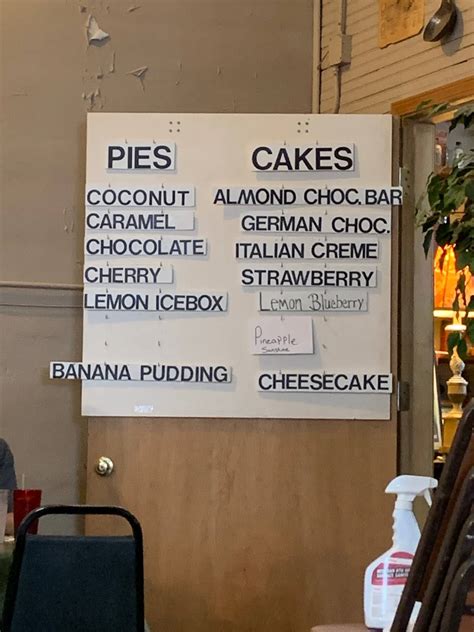 PIES
COCONUT
CARAMEL
CHOCOLATE
CHERRY
LEMON ICEBOX
BANANA PUDDING
CAKES
ALMOND CHOC. BAR
GERMAN CHOC.
ITALIAN CREME
STRAWBERRY
Lemon Blueberry
Pineapple
Sunshine
CHEESECAKE